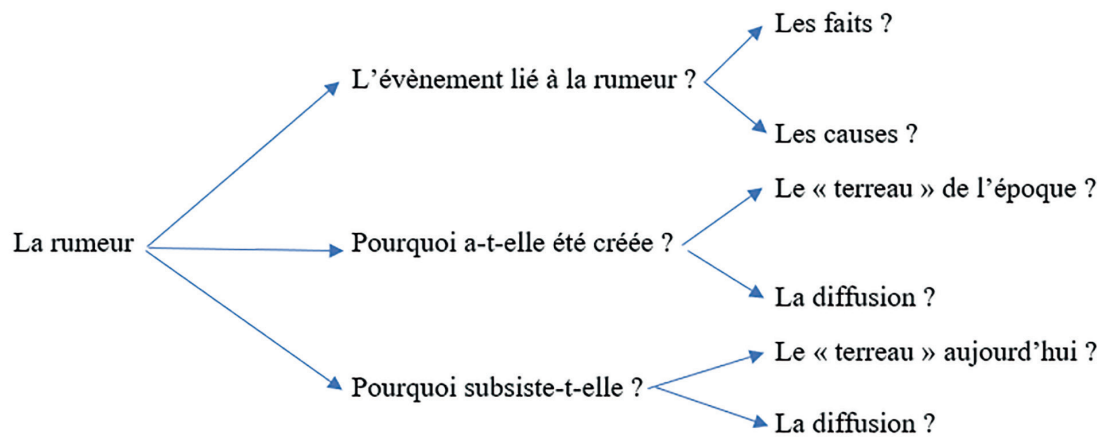 La rumeur
L'évènement lié à la rumeur ?
Les faits ?
Les causes ?
Pourquoi a-t-elle été créée ?
Le « terreau » de l'époque ?
La diffusion ?
Pourquoi subsiste-t-elle ?
Le « terreau » aujourd'hui ?
La diffusion ?